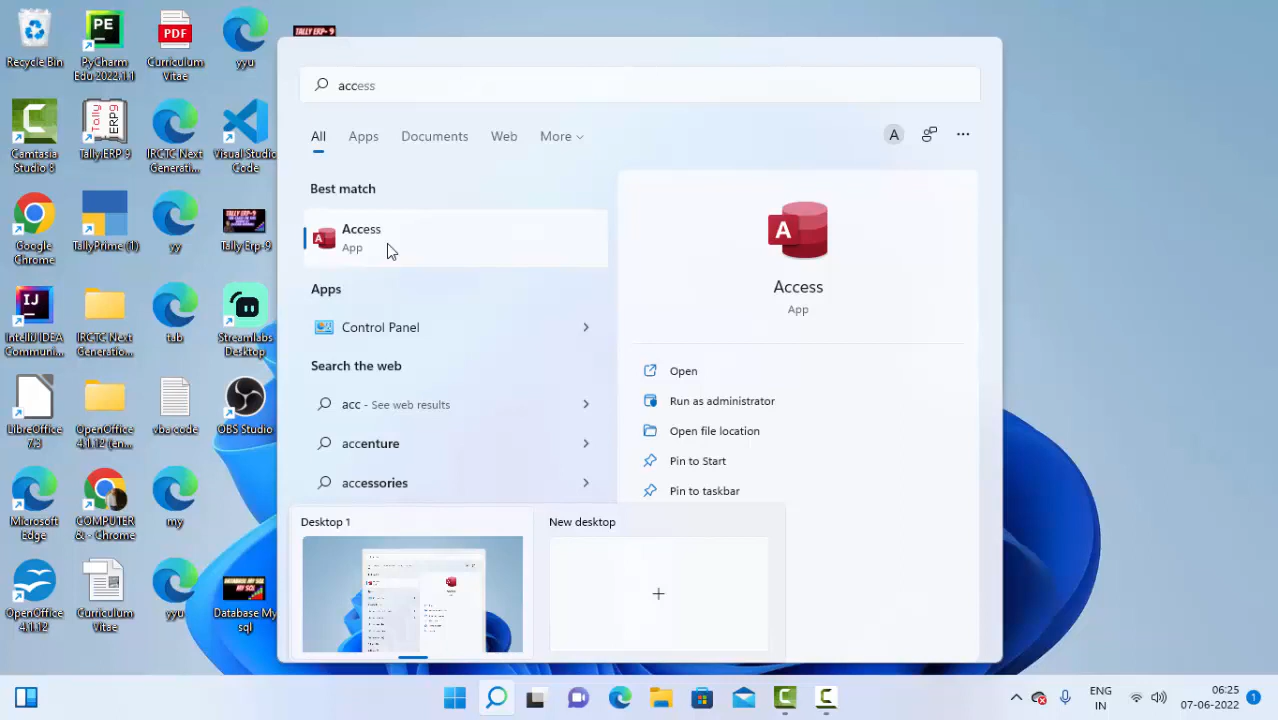 Recycle Bin
PE
PyCharm
Edu 2022.1.1
PDF
Curriculum
Vitae
yyu
TALLY ERP- 9
Camtasia
Studio 8
Tally ERP9
Tally.ERP 9
IRCTC Next
Generati...
Visual Studio
Code
Google
Chrome
TallyPrime (1)
yy
Tally Erp-9
IJ
IntelliJ IDEA
Communi...
IRCTC Next
Generatio...
tab
Streamlabs
Desktop
LibreOffice
7.3
OpenOffice
4.1.12 (en...
vba code
OBS Studio
Microsoft
Edge
COMPUTER
&- - Chrome
my
OpenOffice
4.1.12
Curriculum
Vitae
yyu
Database My
sql
access
All
Apps
Documents
Web
More
A
Best match
A
Access
App
Apps
Control Panel
Search the web
acc - See web results
accenture
accessories
A
Access
App
Open
Run as administrator
Open file location
Pin to Start
Pin to taskbar
Desktop 1
New desktop
ENG
IN
06:25
07-06-2022
1